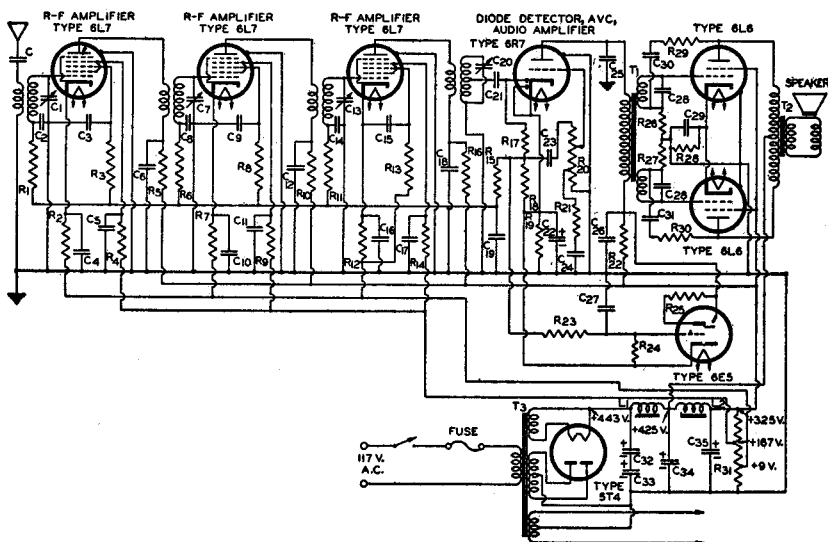 R-F AMPLIFIER
TYPE 6L7
R-F AMPLIFIER
TYPE 6L7
R-F AMPLIFIER
TYPE 6L7
DIODE DETECTOR, AVC,
AUDIO AMPLIFIER
TYPE 6R7
TYPE 6L6
C
C1
C2
C3
R1
R3
R2
C4
C5
R4
C6
R5
C7
C8
C9
R6
R8
R7
C10
C11
R9
C12
R10
C13
C14
C15
R11
R13
R12
C16
C17
R14
C18
R16
R15
C19
C20
C21
R17
C23
R20
R18
R19
C22
R21
C24
C25
T1
C30
R29
C28
R26
C29
R27
R28
C28
C31
R30
TYPE 6L6
T2
SPEAKER
C26
R22
C27
R23
R24
R25
TYPE 6E5
117 V.
A.C.
FUSE
T3
TYPE
5T4
+443 V.
+425 V.
+325 V.
+167 V.
+9 V.
C32
C33
C34
C35
R31